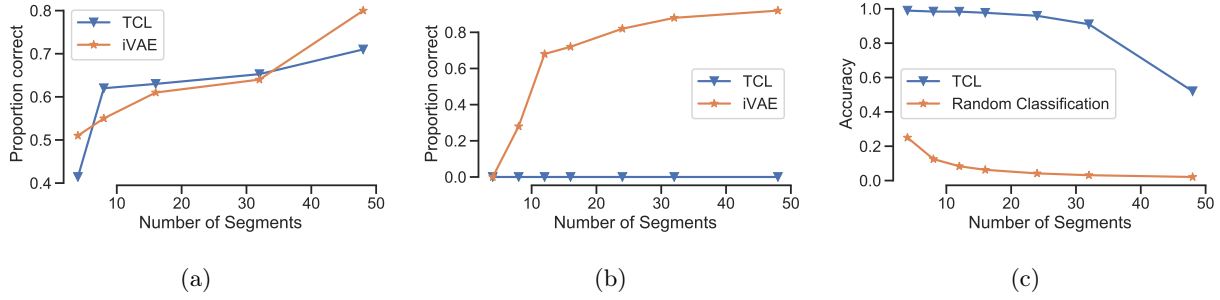 0.8
0.7
0.6
0.5
0.4
Proportion correct
TCL
iVAE
10 20 30 40 50
Number of Segments
(a)
0.8
0.6
0.4
0.2
0.0
Proportion correct
TCL
iVAE
10 20 30 40 50
Number of Segments
(b)
1.0
0.8
0.6
0.4
0.2
0.0
Accuracy
TCL
Random Classification
10 20 30 40 50
Number of Segments
(c)